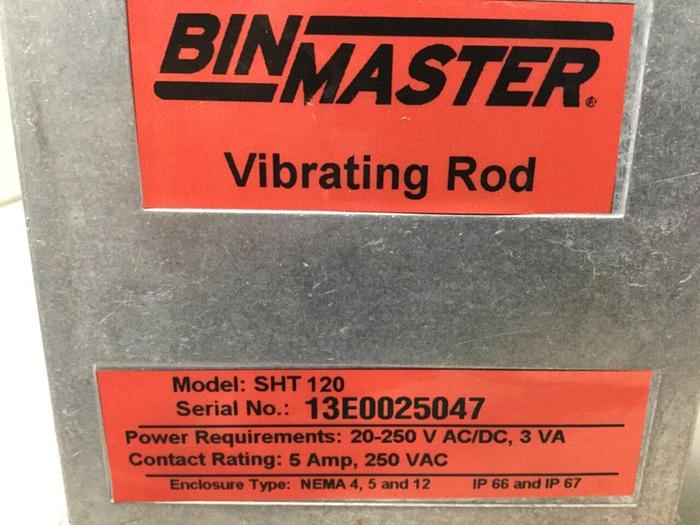 BINMASTER®
Vibrating Rod
Model: SHT 120
Serial No.: 13E0025047
Power Requirements: 20-250 V AC/DC, 3 VA
Contact Rating: 5 Amp, 250 VAC
Enclosure Type: NEMA 4, 5 and 12 IP 66 and IP 67